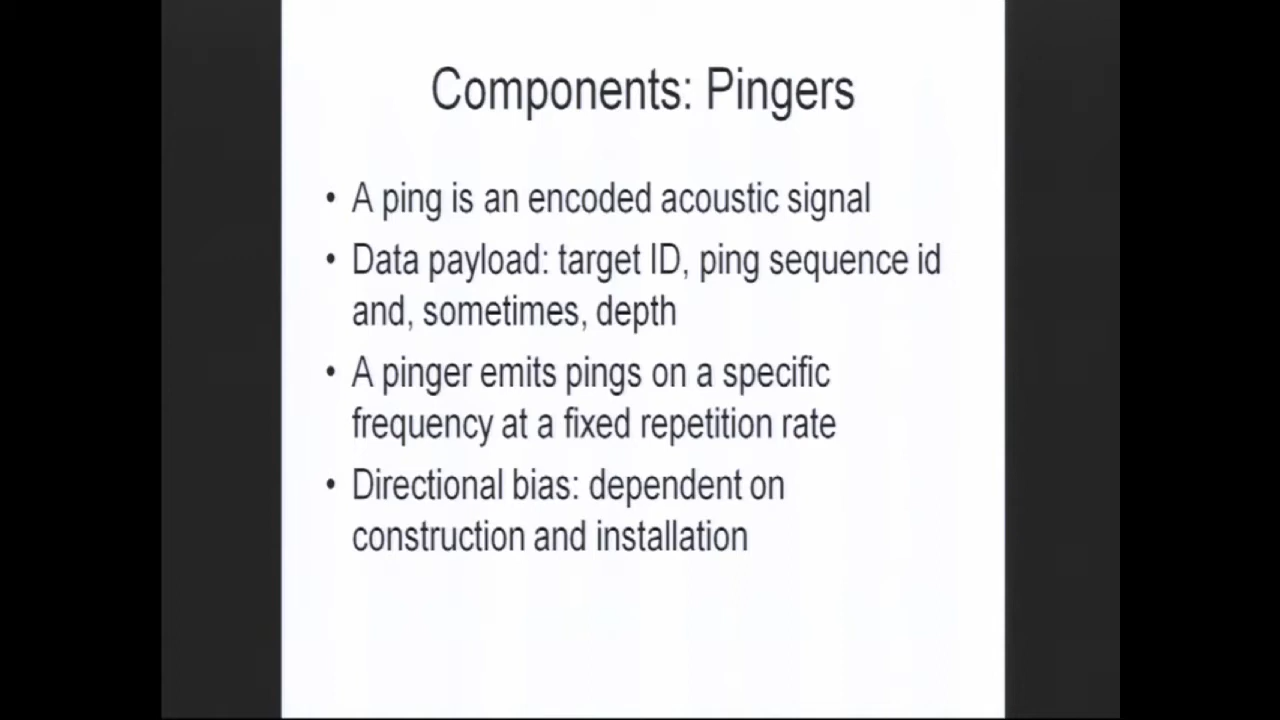 Components: Pingers
• A ping is an encoded acoustic signal
• Data payload: target ID, ping sequence id
and, sometimes, depth
• A pinger emits pings on a specific
frequency at a fixed repetition rate
• Directional bias: dependent on
construction and installation